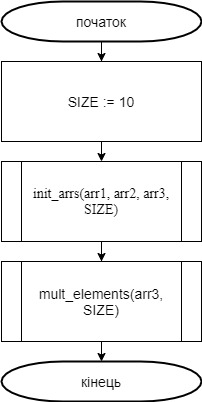 початок
SIZE := 10
init_arrs(arr1, arr2, arr3,
SIZE)
mult_elements(arr3,
SIZE)
кінець